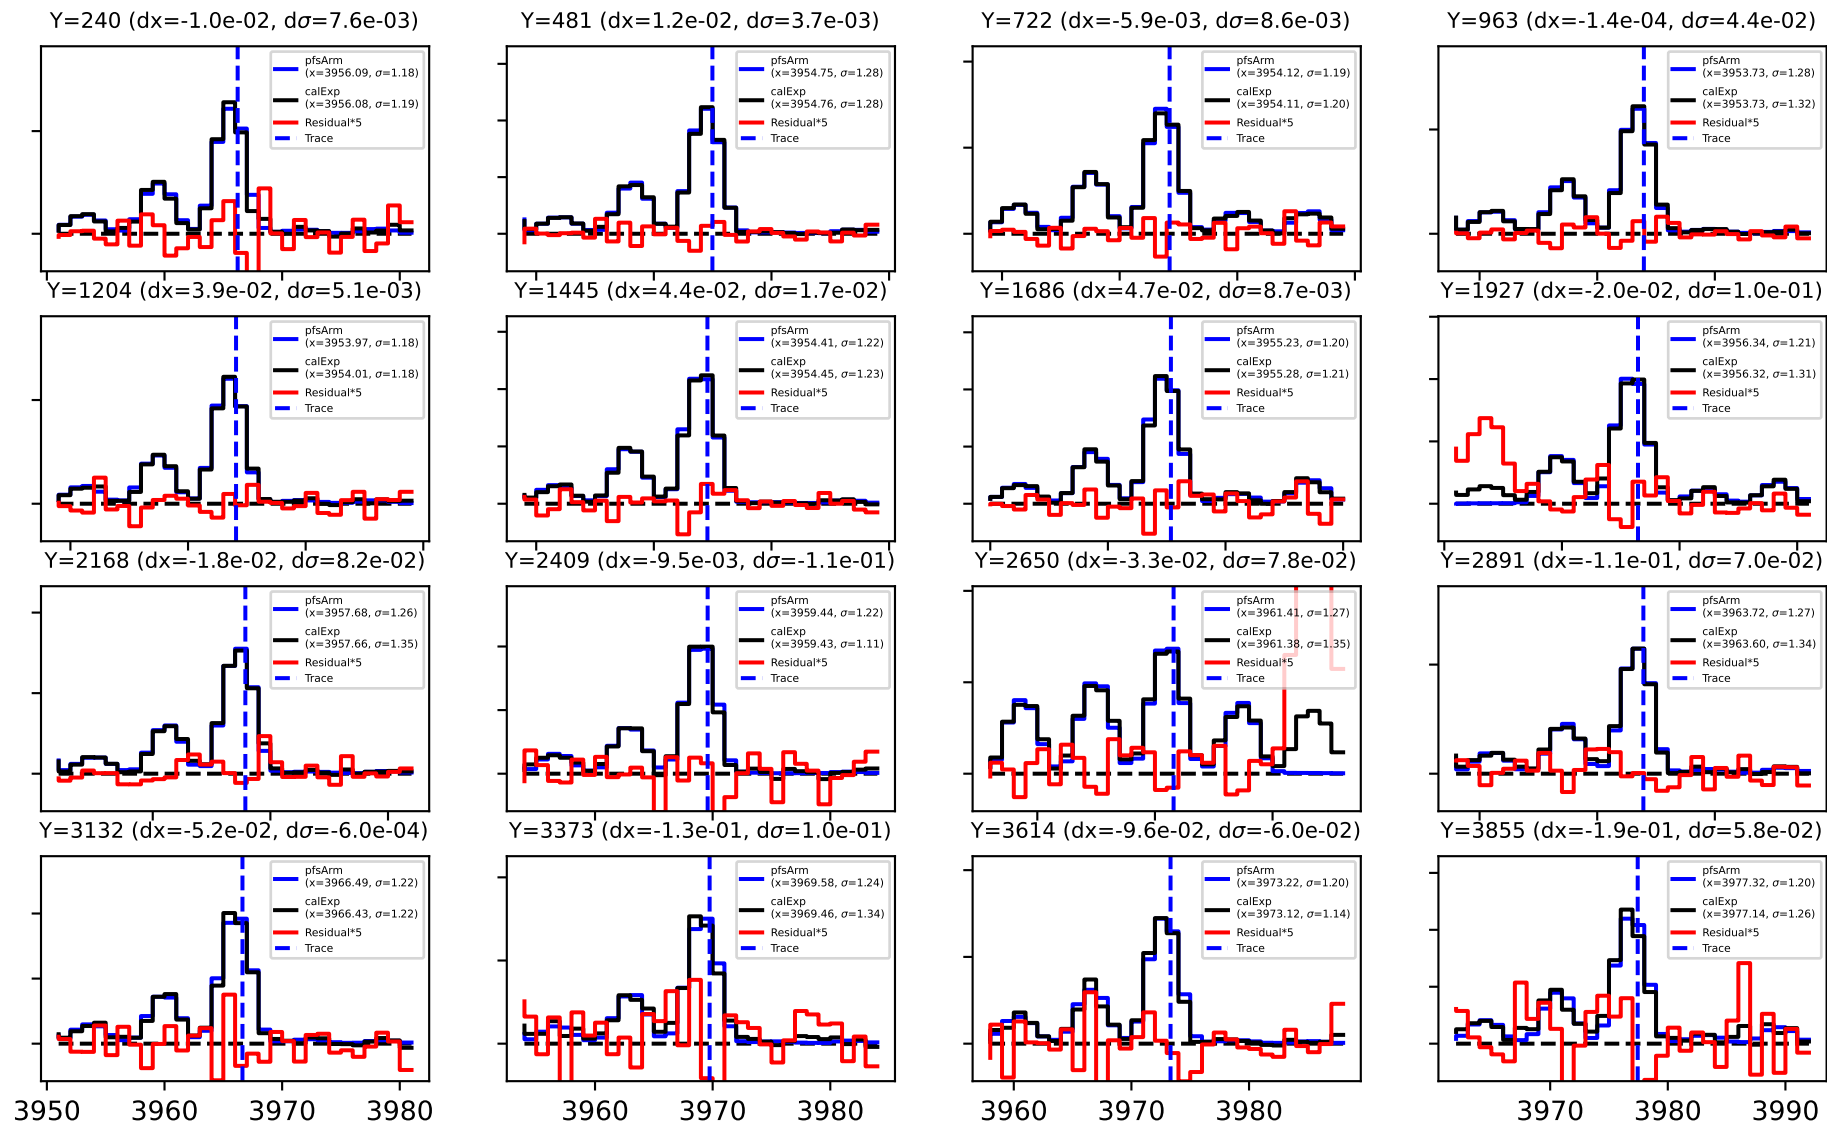 Y=240 (dx=-1.0e-02, dσ=7.6e-03)
pfsArm
(x=3956.09, σ=1.18)
calExp
(x=3956.08, σ=1.19)
Residual*5
Trace
Y=481 (dx=1.2e-02, dσ=3.7e-03)
pfsArm
(x=3954.75, σ=1.28)
calExp
(x=3954.76, σ=1.28)
Residual*5
Trace
Y=722 (dx=-5.9e-03, dσ=8.6e-03)
pfsArm
(x=3954.12, σ=1.19)
calExp
(x=3954.11, σ=1.20)
Residual*5
Trace
Y=963 (dx=-1.4e-04, dσ=4.4e-02)
pfsArm
(x=3953.73, σ=1.28)
calExp
(x=3953.73, σ=1.32)
Residual*5
Trace
Y=1204 (dx=3.9e-02, dσ=5.1e-03)
pfsArm
(x=3953.97, σ=1.18)
calExp
(x=3954.01, σ=1.18)
Residual*5
Trace
Y=1445 (dx=4.4e-02, dσ=1.7e-02)
pfsArm
(x=3954.41, σ=1.22)
calExp
(x=3954.45, σ=1.23)
Residual*5
Trace
Y=1686 (dx=4.7e-02, dσ=8.7e-03)
pfsArm
(x=3955.23, σ=1.20)
calExp
(x=3955.28, σ=1.21)
Residual*5
Trace
Y=1927 (dx=-2.0e-02, dσ=1.0e-01)
pfsArm
(x=3956.34, σ=1.21)
calExp
(x=3956.32, σ=1.31)
Residual*5
Trace
Y=2168 (dx=-1.8e-02, dσ=8.2e-02)
pfsArm
(x=3957.68, σ=1.26)
calExp
(x=3957.66, σ=1.35)
Residual*5
Trace
Y=2409 (dx=-9.5e-03, dσ=-1.1e-01)
pfsArm
(x=3959.44, σ=1.22)
calExp
(x=3959.43, σ=1.11)
Residual*5
Trace
Y=2650 (dx=-3.3e-02, dσ=7.8e-02)
pfsArm
(x=3961.41, σ=1.27)
calExp
(x=3961.38, σ=1.35)
Residual*5
Trace
Y=2891 (dx=-1.1e-01, dσ=7.0e-02)
pfsArm
(x=3963.72, σ=1.27)
calExp
(x=3963.60, σ=1.34)
Residual*5
Trace
Y=3132 (dx=-5.2e-02, dσ=-6.0e-04)
pfsArm
(x=3966.49, σ=1.22)
calExp
(x=3966.43, σ=1.22)
Residual*5
Trace
Y=3373 (dx=-1.3e-01, dσ=1.0e-01)
pfsArm
(x=3969.58, σ=1.24)
calExp
(x=3969.46, σ=1.34)
Residual*5
Trace
Y=3614 (dx=-9.6e-02, dσ=-6.0e-02)
pfsArm
(x=3973.22, σ=1.20)
calExp
(x=3973.12, σ=1.14)
Residual*5
Trace
Y=3855 (dx=-1.9e-01, dσ=5.8e-02)
pfsArm
(x=3977.32, σ=1.20)
calExp
(x=3977.14, σ=1.26)
Residual*5
Trace
3950 3960 3970 3980
3960 3970 3980
3960 3970 3980
3970 3980 3990